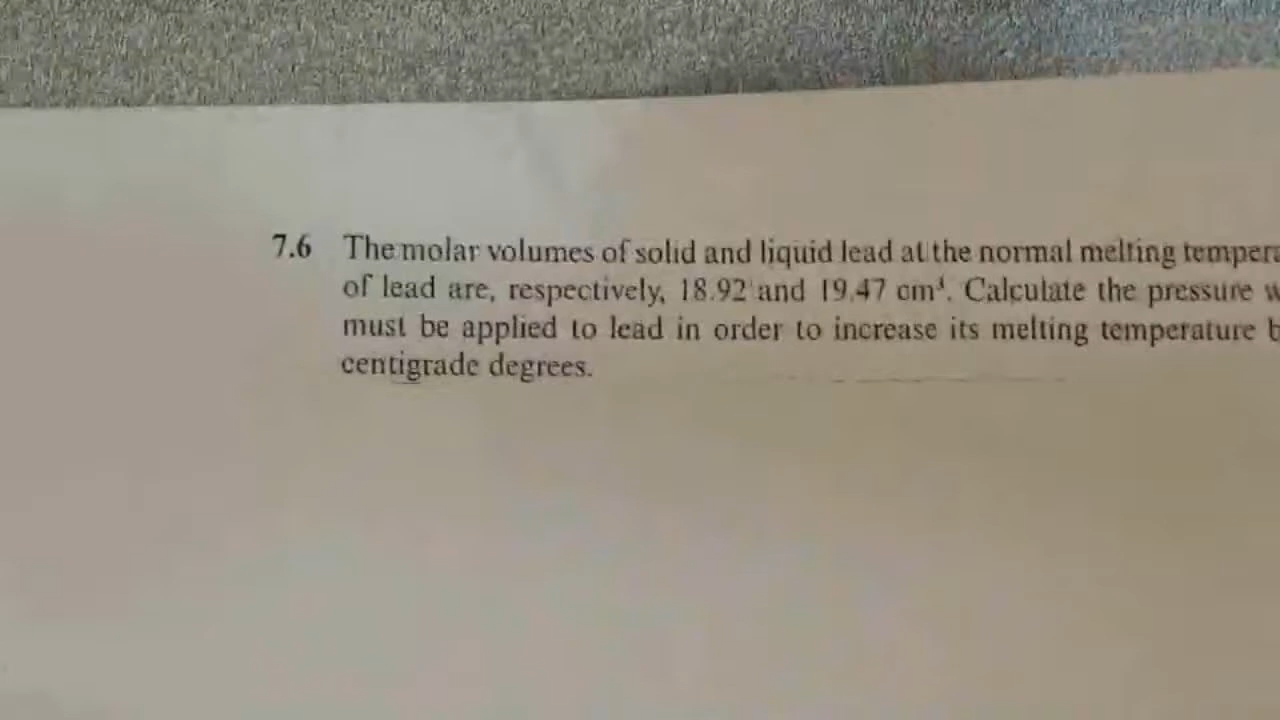 7.6 The molar volumes of solid and liquid lead at the normal melting tempera
of lead are, respectively, 18.92 and 19.47 cm³. Calculate the pressure w
must be applied to lead in order to increase its melting temperature b
centigrade degrees.